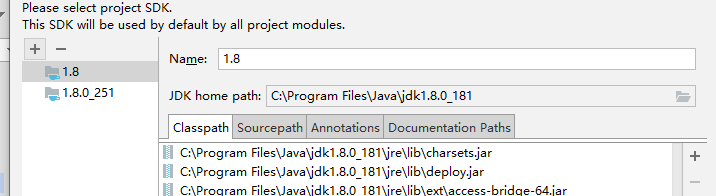 Please select project SDK.
This SDK will be used by default by all project modules.
1.8
1.8.0_251
Name: 1.8
JDK home path: C:\Program Files\Java\jdk1.8.0_181
Classpath Sourcepath Annotations Documentation Paths
C:\Program Files\Java\jdk1.8.0_181\jre\lib\charsets.jar
C:\Program Files\Java\jdk1.8.0_181\jre\lib\deploy.jar
C:\Program Files\Java\jdk1.8.0_181\jre\lib\ext\access-bridge-64.jar